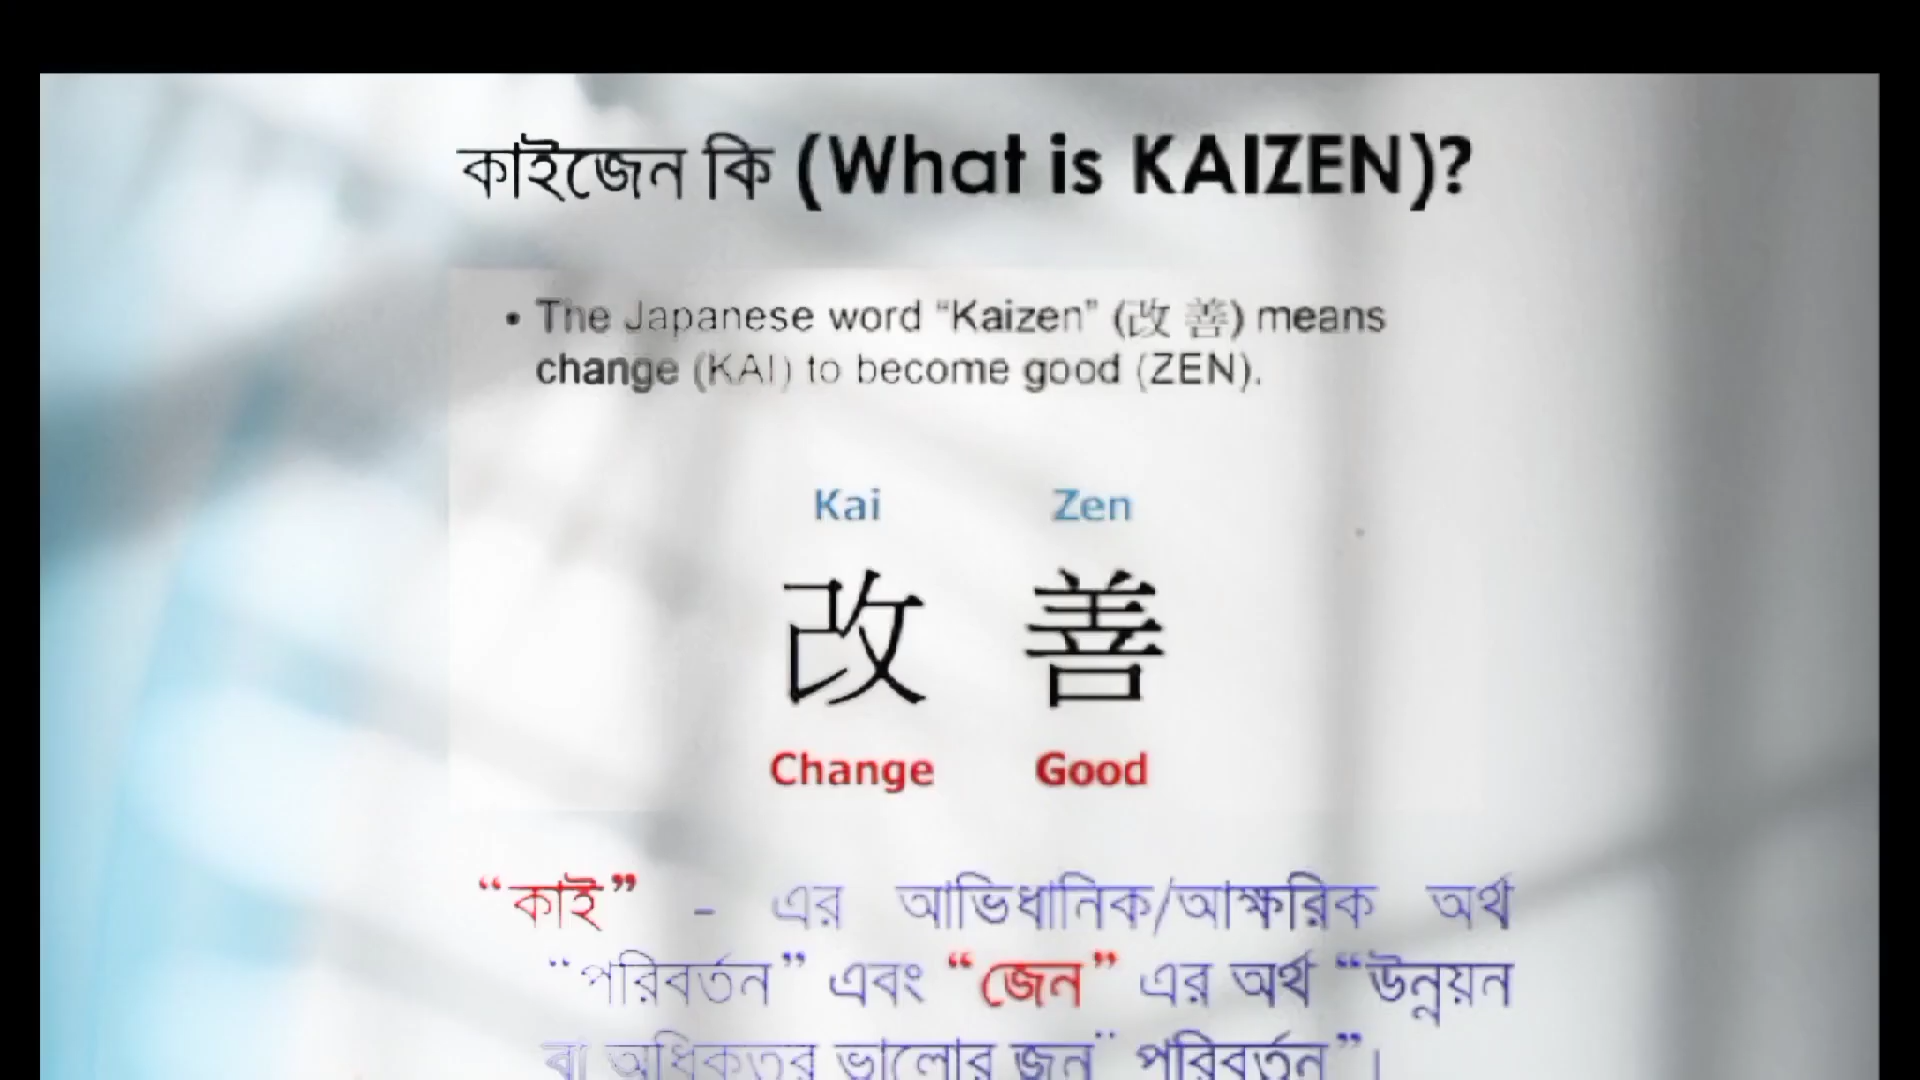 কাইজেন কি (What is KAIZEN)?
• The Japanese word “Kaizen” (改 善) means
change (KAI) to become good (ZEN).
Kai Zen
改 善
Change Good
“কাই” – এর আভিধানিক/আক্ষরিক অর্থ
“পরিবর্তন” এবং “জেন” এর অর্থ “উন্নয়ন
বা অধিকতর ভালোর জন্য পরিবর্তন”।